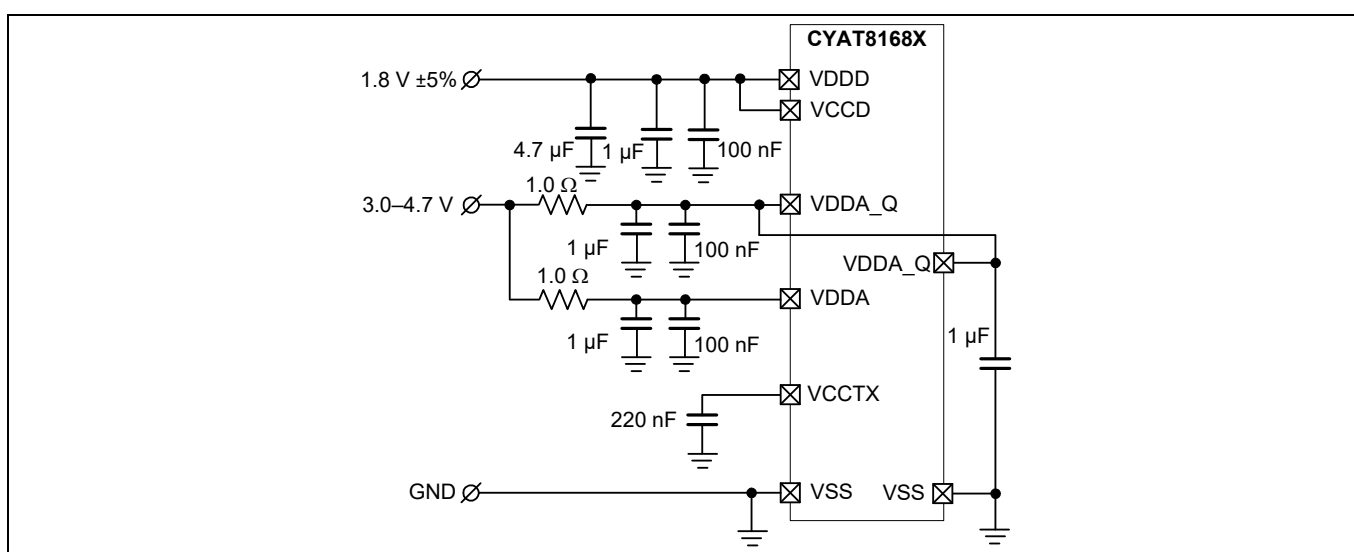 CYAT8168X
1.8 V ±5%
VDDD
VCCD
4.7 µF
1 µF
100 nF
1.0 Ω
3.0–4.7 V
VDDA_Q
1 µF
100 nF
VDDA_Q
1.0 Ω
VDDA
1 µF
100 nF
1 µF
VCCTX
220 nF
GND
VSS
VSS